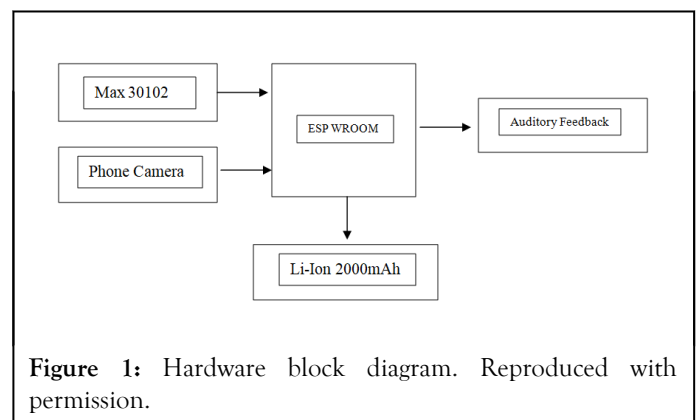 Max 30102
ESP WROOM
Auditory Feedback
Phone Camera
Li-Ion 2000mAh
Figure 1: Hardware block diagram. Reproduced with
permission.